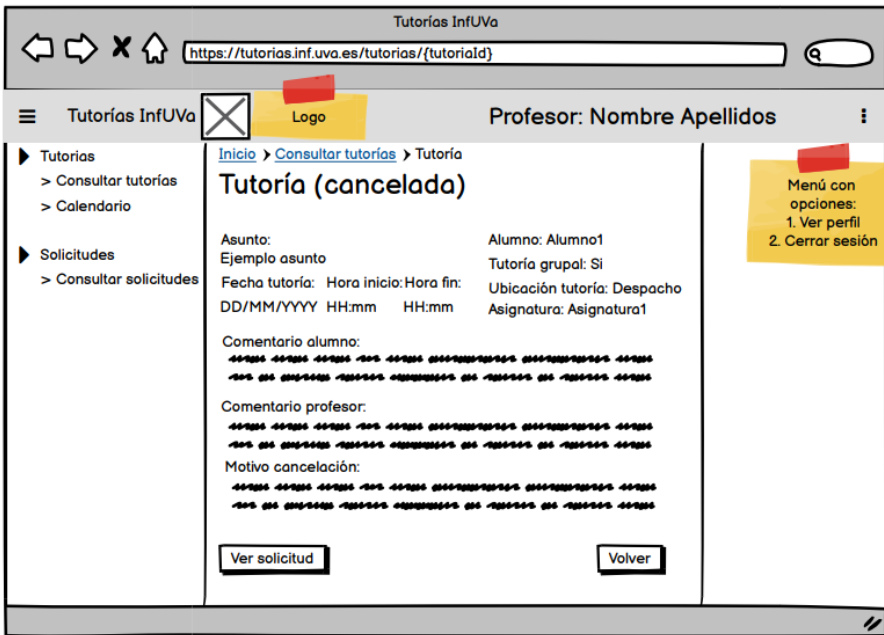 Tutorías InfUVa
https://tutorias.inf.uva.es/tutorias/{tutoriaId}
Tutorías InfUVa
Logo
Profesor: Nombre Apellidos
Tutorias
> Consultar tutorías
> Calendario
Solicitudes
> Consultar solicitudes
Inicio > Consultar tutorías > Tutoría
Tutoría (cancelada)
Asunto:
Ejemplo asunto
Fecha tutoría: Hora inicio: Hora fin:
DD/MM/YYYY HH:mm HH:mm
Alumno: Alumno1
Tutoría grupal: Si
Ubicación tutoría: Despacho
Asignatura: Asignatura1
Comentario alumno:
Comentario profesor:
Motivo cancelación:
Ver solicitud
Volver
Menú con
opciones:
1. Ver perfil
2. Cerrar sesión